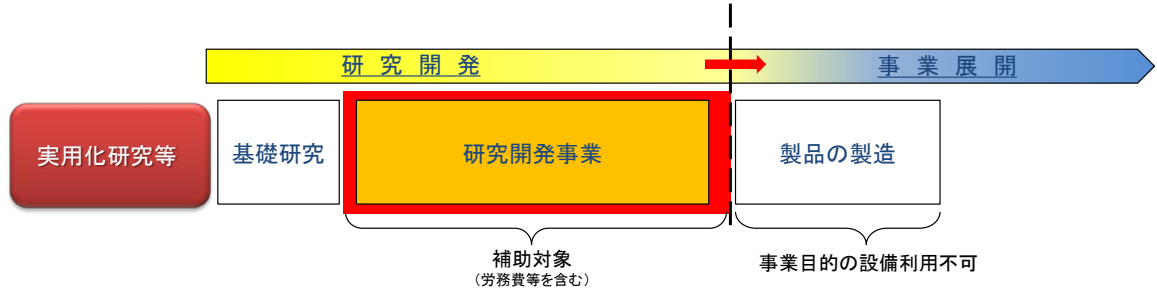 研究開発
事業展開
実用化研究等
基礎研究
研究開発事業
製品の製造
補助対象
(労務費等を含む)
事業目的の設備利用不可